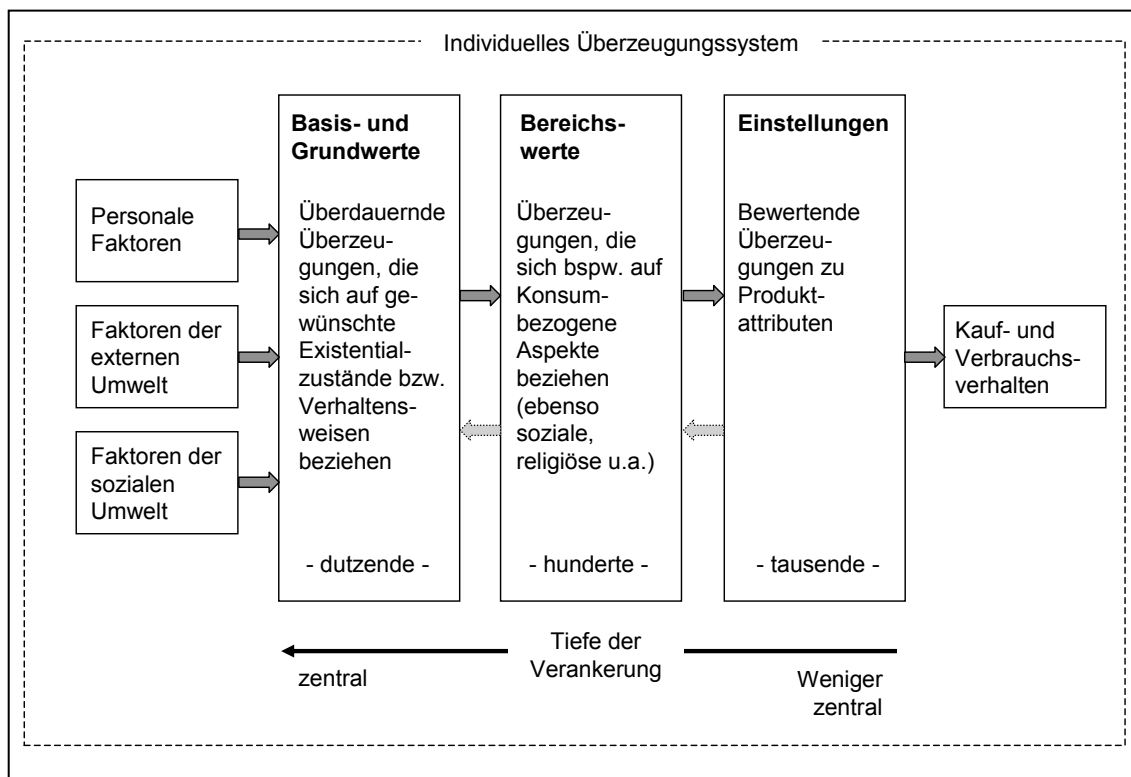 Individuelles Überzeugungssystem
Personale
Faktoren
Faktoren der
externen
Umwelt
Faktoren der
sozialen
Umwelt
Basis- und
Grundwerte
Überdauernde
Überzeu-
gungen, die
sich auf ge-
wünschte
Existential-
zustände bzw.
Verhaltens-
weisen
beziehen
- dutzende -
Bereichs-
werte
Überzeu-
gungen, die
sich bspw. auf
Konsum-
bezogene
Aspekte
beziehen
(ebenso
soziale,
religiöse u.a.)
- hunderte -
Einstellungen
Bewertende
Überzeu-
gungen zu
Produkt-
attributen
- tausende -
Kauf- und
Verbrauchs-
verhalten
Tiefe der
Verankerung
zentral
Weniger
zentral